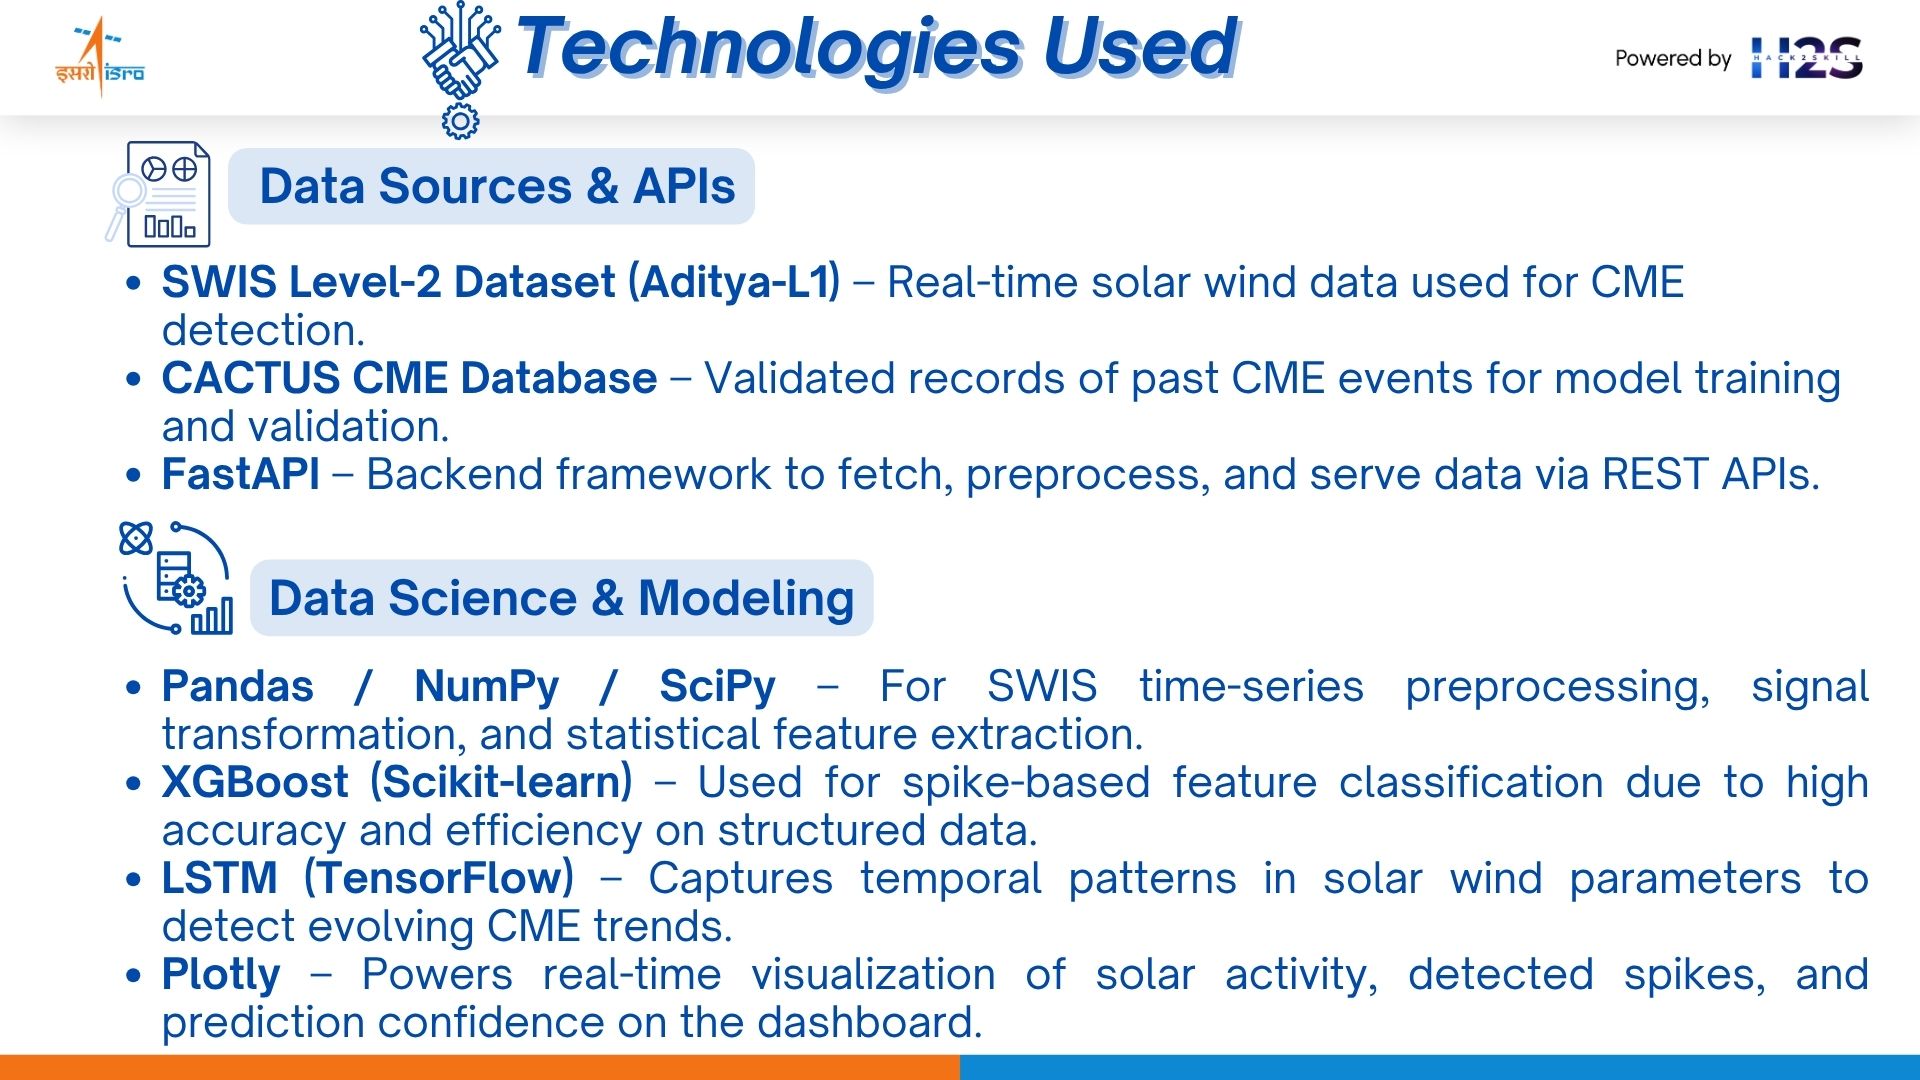 इसरो isro
Technologies Used
Powered by H2S
HACK2SKILL
Data Sources & APIs
• SWIS Level-2 Dataset (Aditya-L1) – Real-time solar wind data used for CME
detection.
• CACTUS CME Database – Validated records of past CME events for model training
and validation.
• FastAPI – Backend framework to fetch, preprocess, and serve data via REST APIs.
Data Science & Modeling
• Pandas / NumPy / SciPy – For SWIS time-series preprocessing, signal
transformation, and statistical feature extraction.
• XGBoost (Scikit-learn) – Used for spike-based feature classification due to high
accuracy and efficiency on structured data.
• LSTM (TensorFlow) – Captures temporal patterns in solar wind parameters to
detect evolving CME trends.
• Plotly – Powers real-time visualization of solar activity, detected spikes, and
prediction confidence on the dashboard.